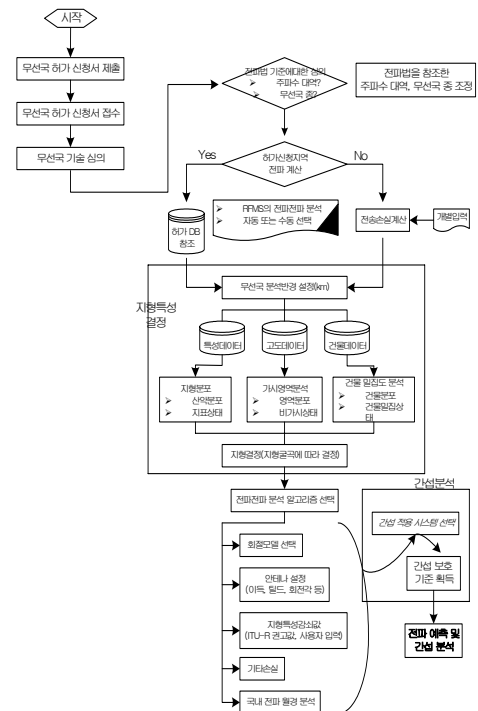 시작
무선국 허가 신청서 제출
무선국 허가 신청서 접수
무선국 기술 심의
전파법 기준에대한 심의
주파수 대역?
무선국 종?
전파법을 참조한
주파수 대역, 무선국 종 조정
허가신청지역
전파 계산
Yes
No
허가 DB
참조
RFMS의 전파전파 분석
자동 또는 수동 선택
전송손실계산
개별입력
지형특성
결정
무선국 분석반경 설정(km)
특성데이터
고도데이터
건물데이터
지형분포
산악분포
지표상태
가시영역분석
영역분포
비가시상태
건물 밀집도 분석
건물분포
건물밀집상
태
지형결정(지형굴곡에 따라 결정)
전파전파 분석 알고리즘 선택
회절모델 선택
안테나 설정
(이득, 틸드, 회전각 등)
지형특성감쇠값
(ITU-R 권고값, 사용자 입력)
기타손실
국내 전파 월경 분석
간섭분석
간섭 적용 시스템 선택
간섭 보호
기준 획득
전파 예측 및
간섭 분석